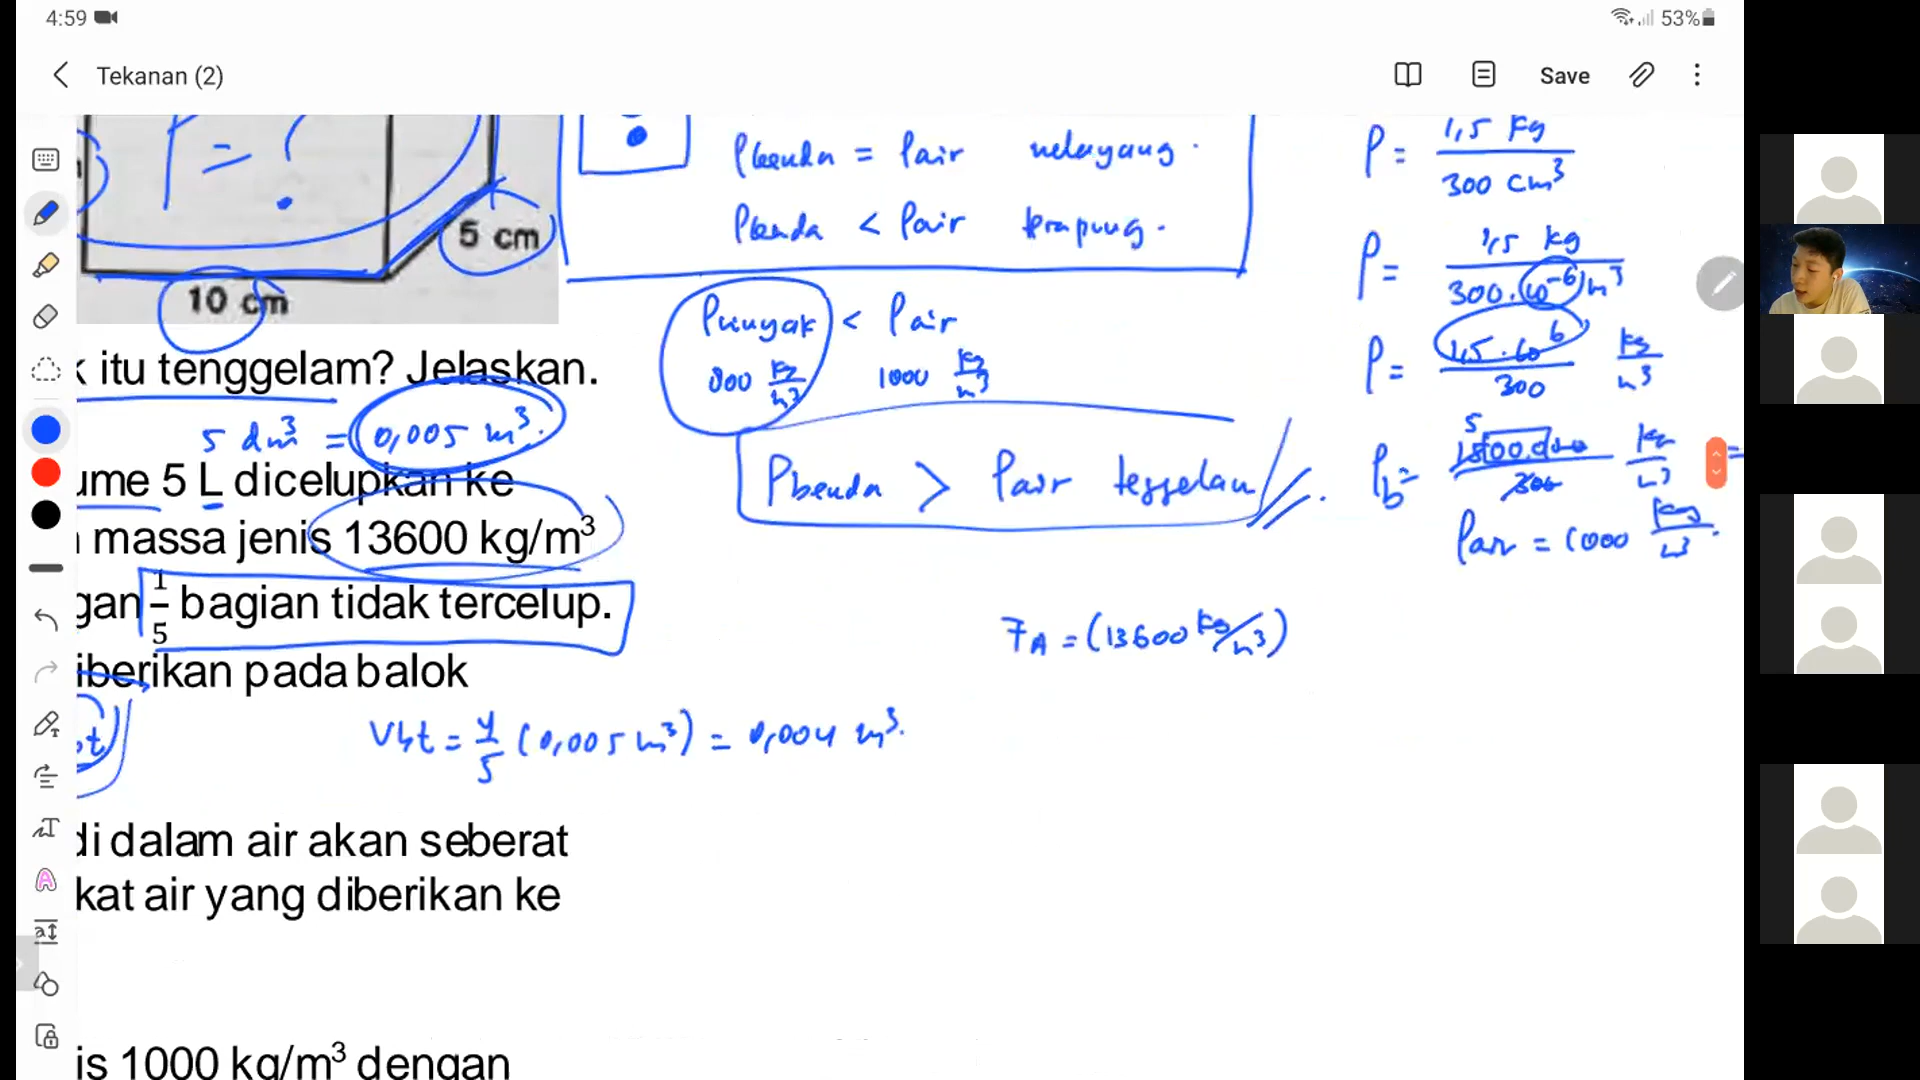 4:59
53%
Tekanan (2)
Save
ρbenda = ρair melayang.
ρbenda < ρair terapung.
5 cm
10 cm
ρ = 1,5 kg / 300 cm³
ρ = 1,5 kg / 300.10⁻⁶ m³
ρ = 1,5.10⁶ / 300 kg/m³
ρminyak < ρair
800 kg/m³ 1000 kg/m³
k itu tenggelam? Jelaskan.
5 dm³ = 0,005 m³.
ume 5 L dicelupkan ke
ρbenda > ρair tenggelam
ρb =
kg/m³ =
ρair = 1000 kg/m³.
massa jenis 13600 kg/m³
gan 1/5 bagian tidak tercelup.
FA = (13600 kg/m³)
iberikan pada balok
Vbt = 4/5 (0,005 m³) = 0,004 m³.
di dalam air akan seberat
kat air yang diberikan ke
is 1000 kg/m³ dengan